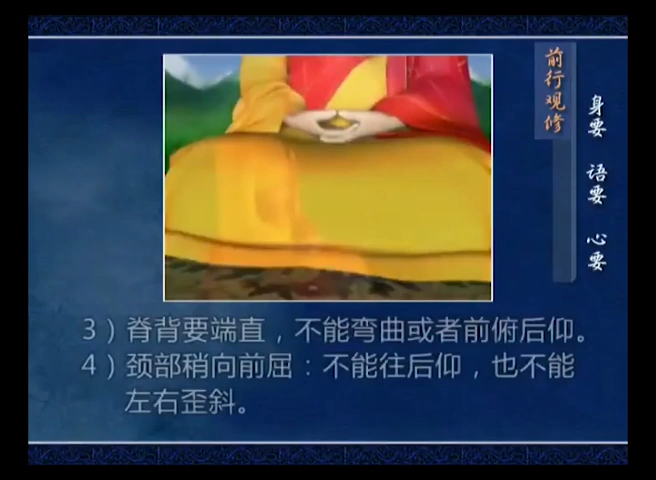 前行观修
身要 语要 心要
3）脊背要端直，不能弯曲或者前俯后仰。
4）颈部稍向前屈：不能往后仰，也不能
左右歪斜。